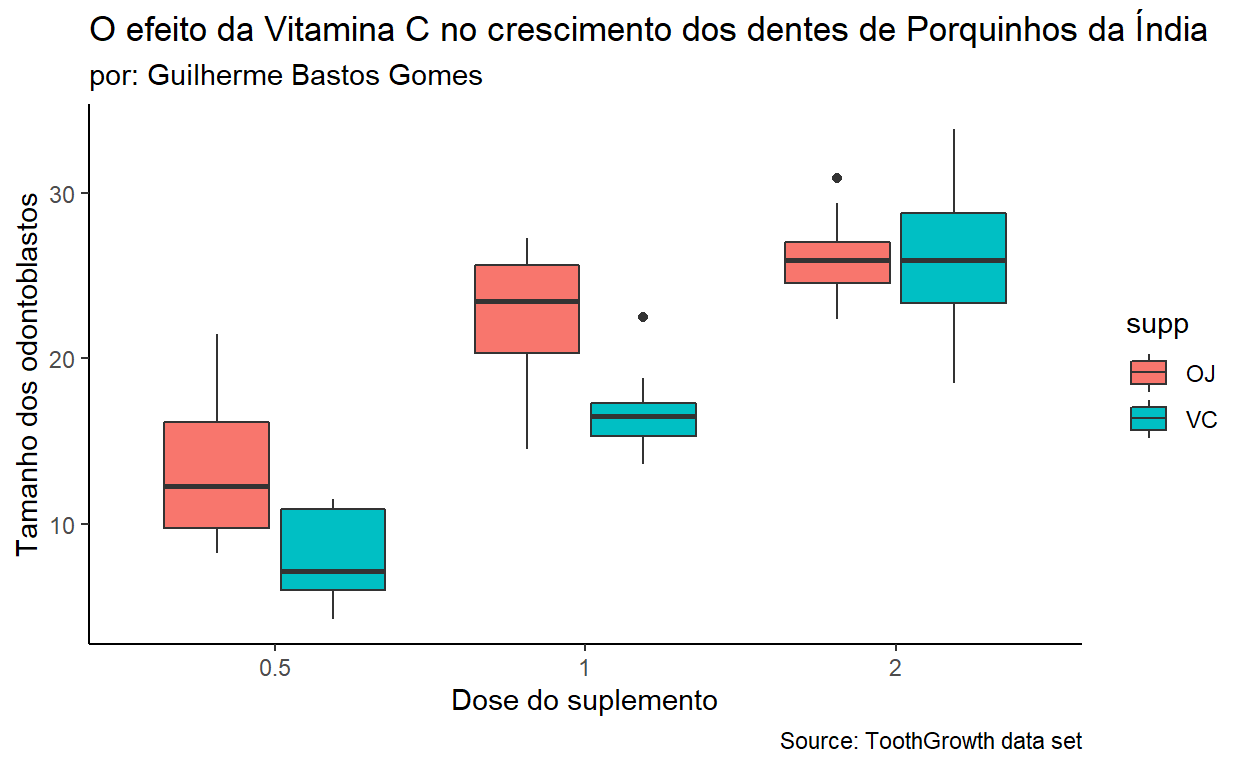 O efeito da Vitamina C no crescimento dos dentes de Porquinhos da Índia
por: Guilherme Bastos Gomes
Tamanho dos odontoblastos
30
20
10
0.5
1
2
Dose do suplemento
supp
OJ
VC
Source: ToothGrowth data set